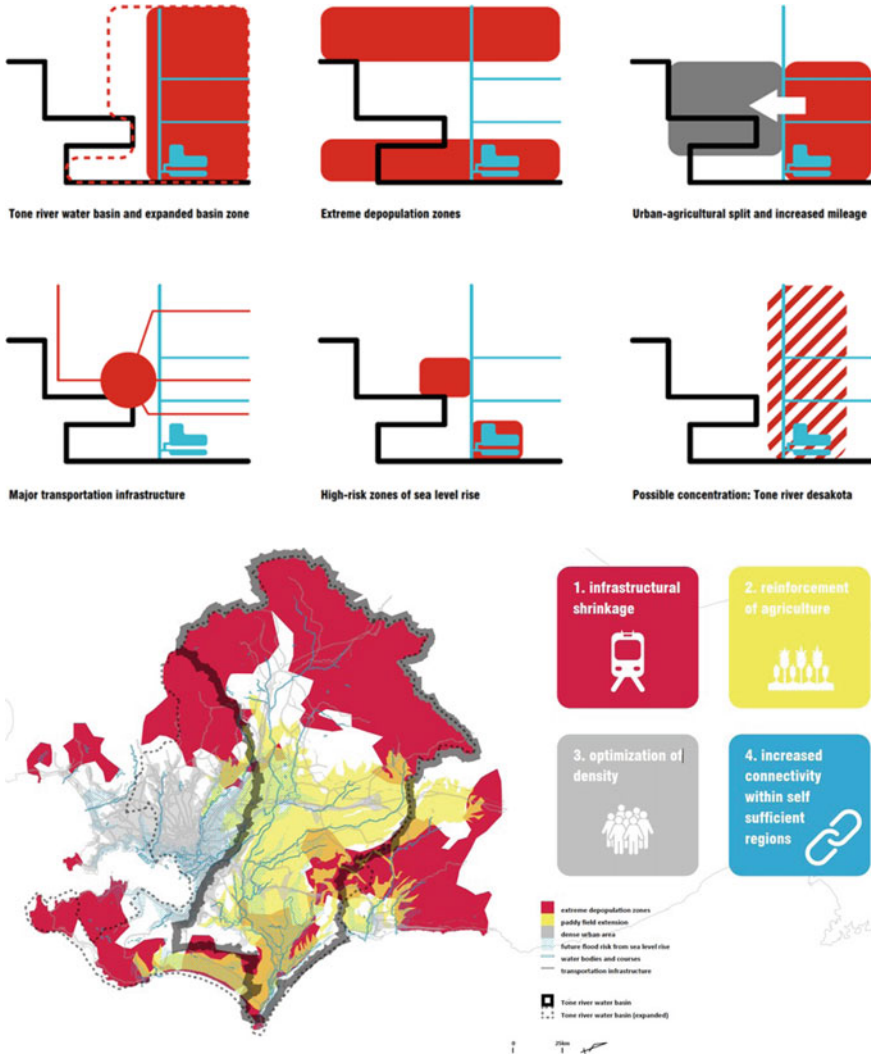 Tone river water basin and expanded basin zone
Extreme depopulation zones
Urban-agricultural split and increased mileage
Major transportation infrastructure
High-risk zones of sea level rise
Possible concentration: Tone river desakota
1. infrastructural
shrinkage
2. reinforcement
of agriculture
3. optimization of
density
4. increased
connectivity
within self
sufficient
regions
extreme depopulation zones
paddy field extension
dense urban area
future flood risk from sea level rise
water bodies and courses
transportation infrastructure
Tone river water basin
Tone river water basin (expanded)
0
25km